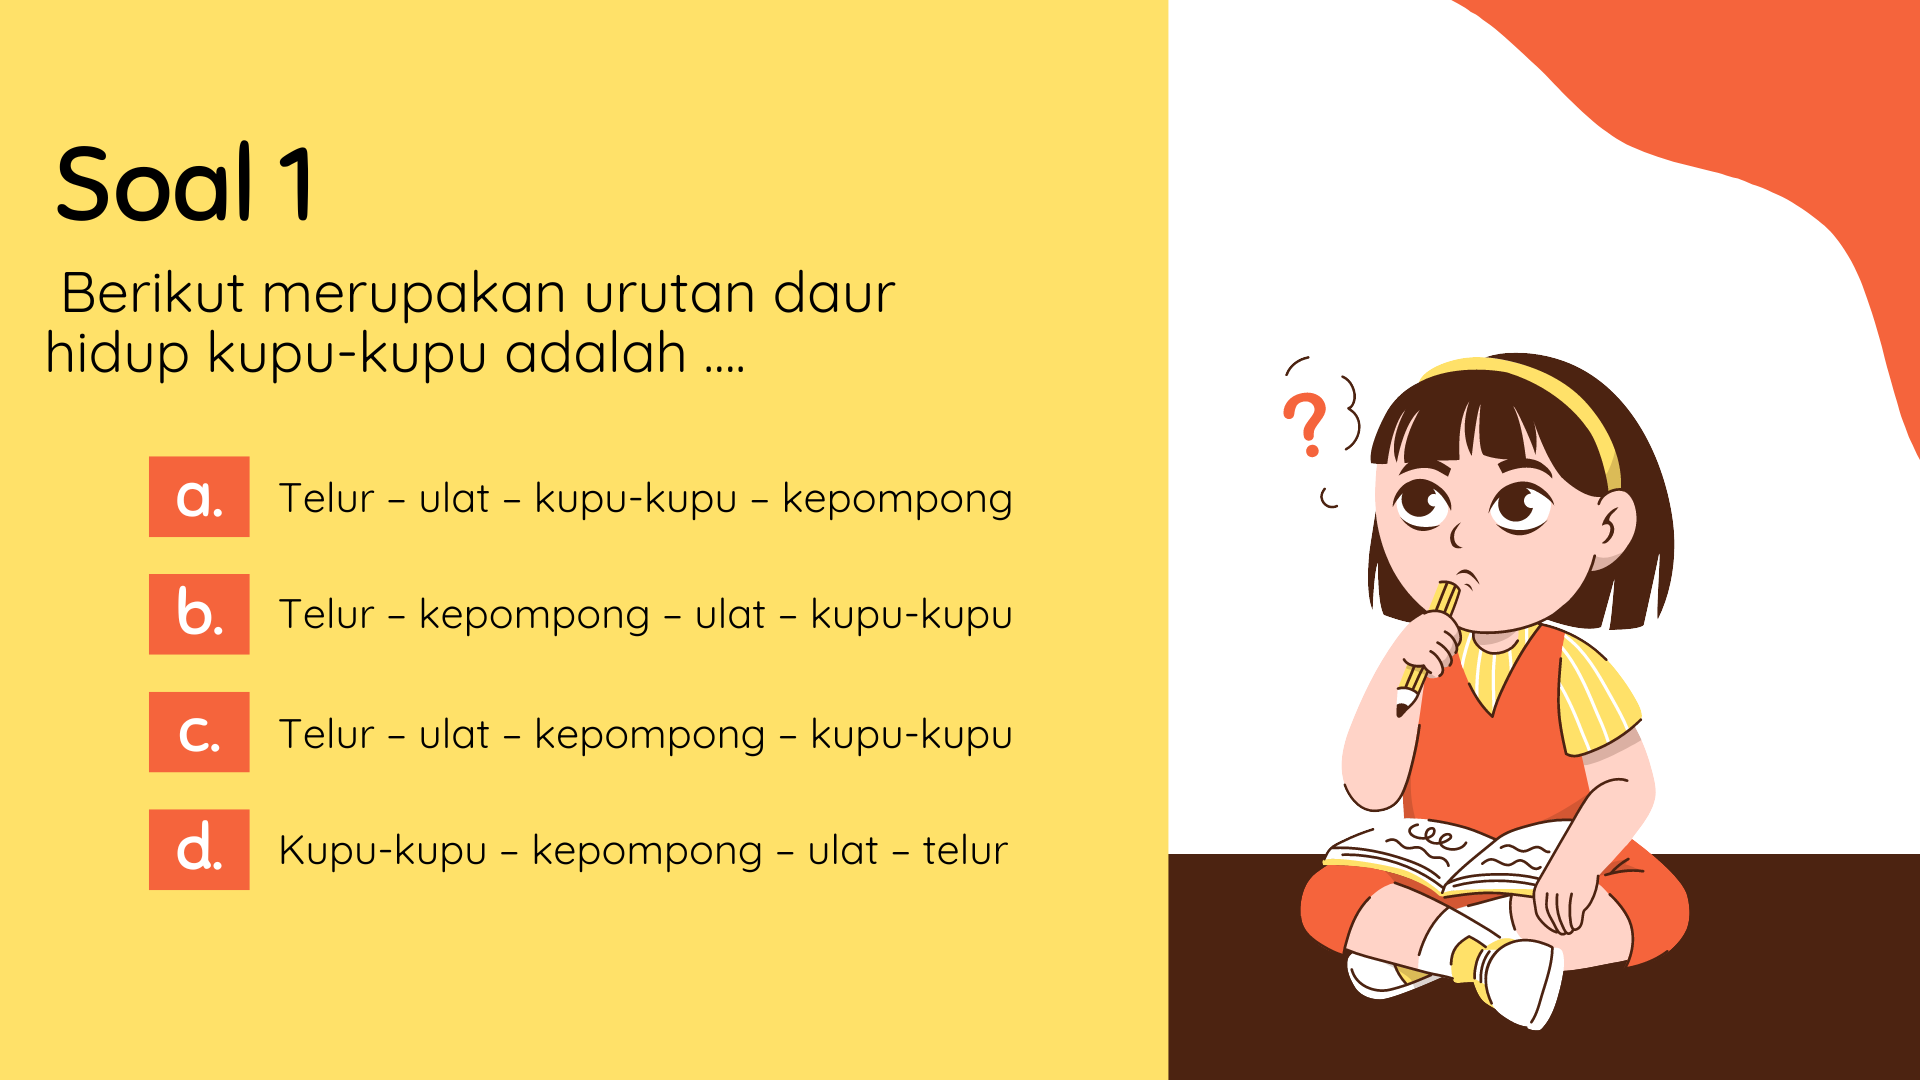 Soal 1
Berikut merupakan urutan daur
hidup kupu-kupu adalah ....
a. Telur – ulat – kupu-kupu – kepompong
b. Telur – kepompong – ulat – kupu-kupu
c. Telur – ulat – kepompong – kupu-kupu
d. Kupu-kupu – kepompong – ulat – telur
?